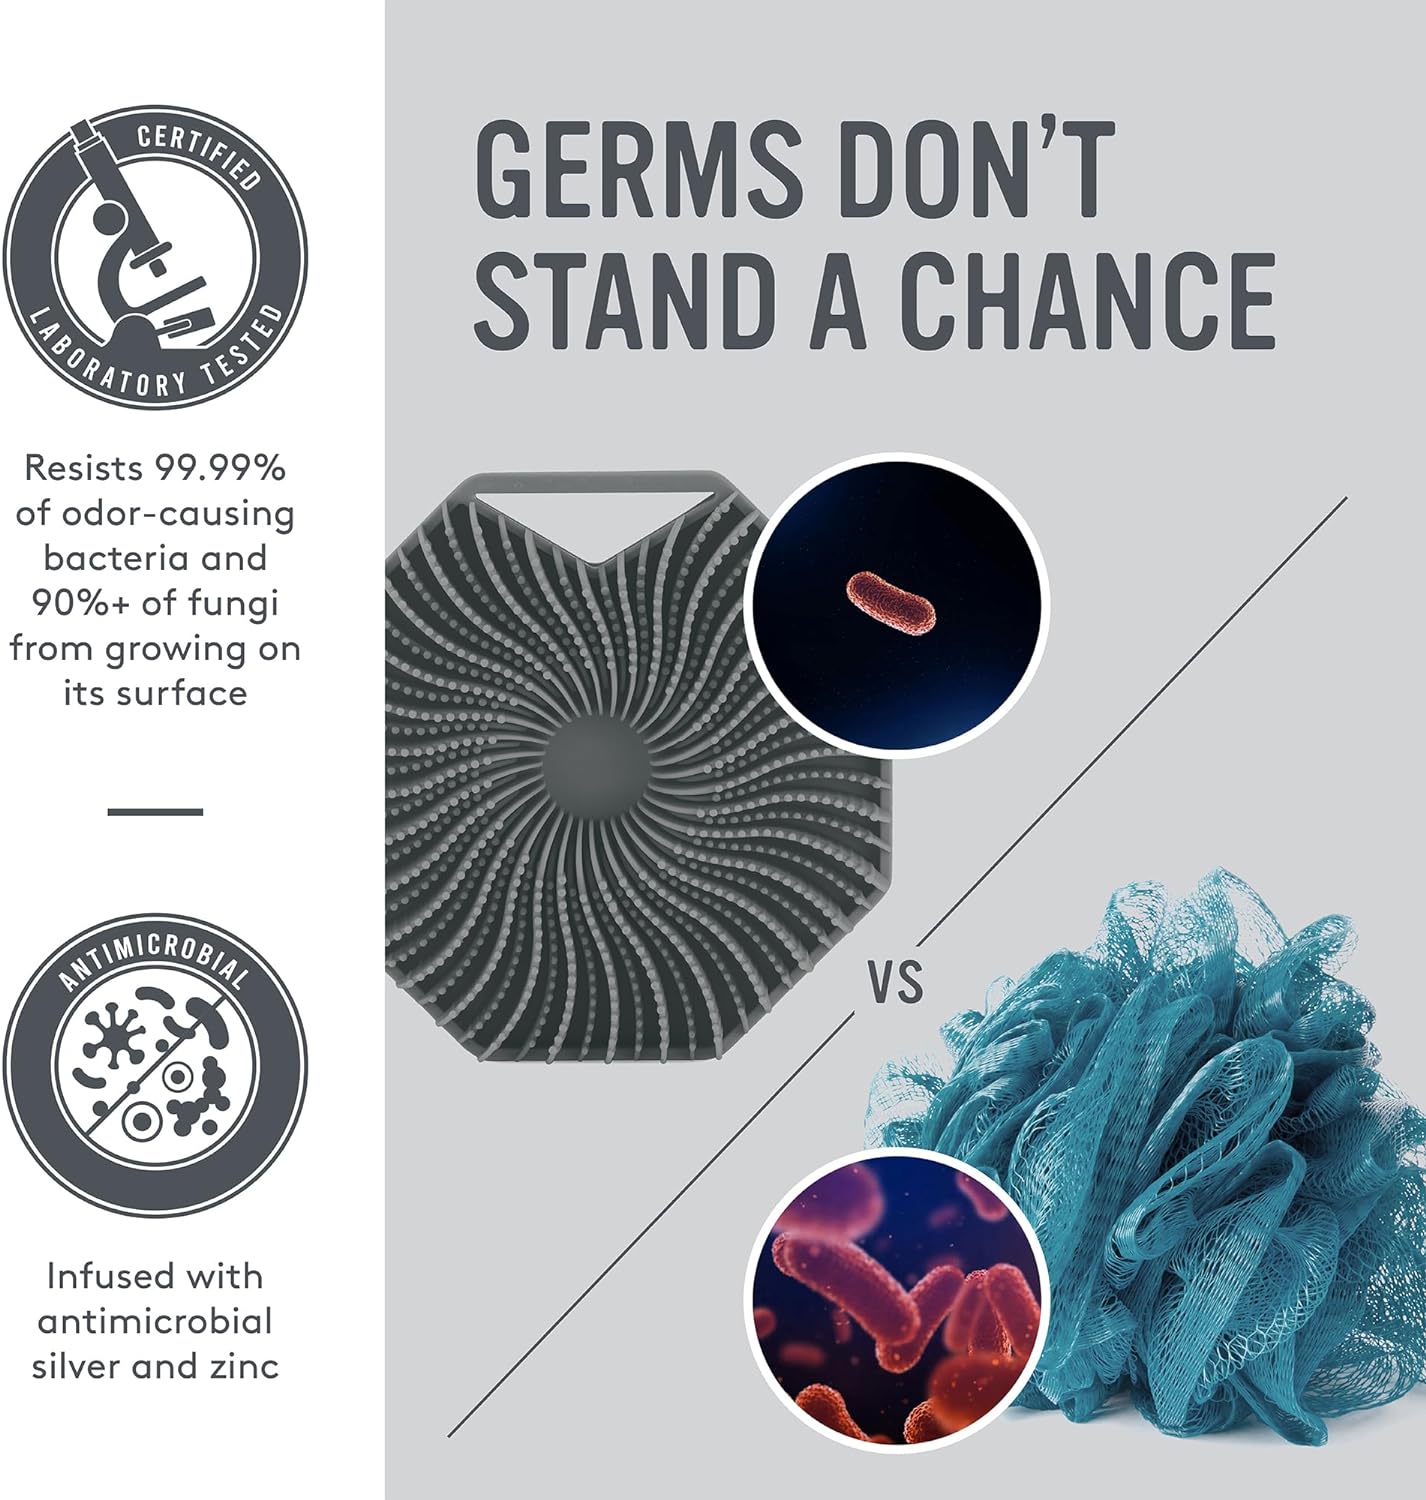 CERTIFIED
LABORATORY TESTED
Resists 99.99%
of odor-causing
bacteria and
90%+ of fungi
from growing on
its surface
ANTIMICROBIAL
Infused with
antimicrobial
silver and zinc
GERMS DON’T
STAND A CHANCE
VS